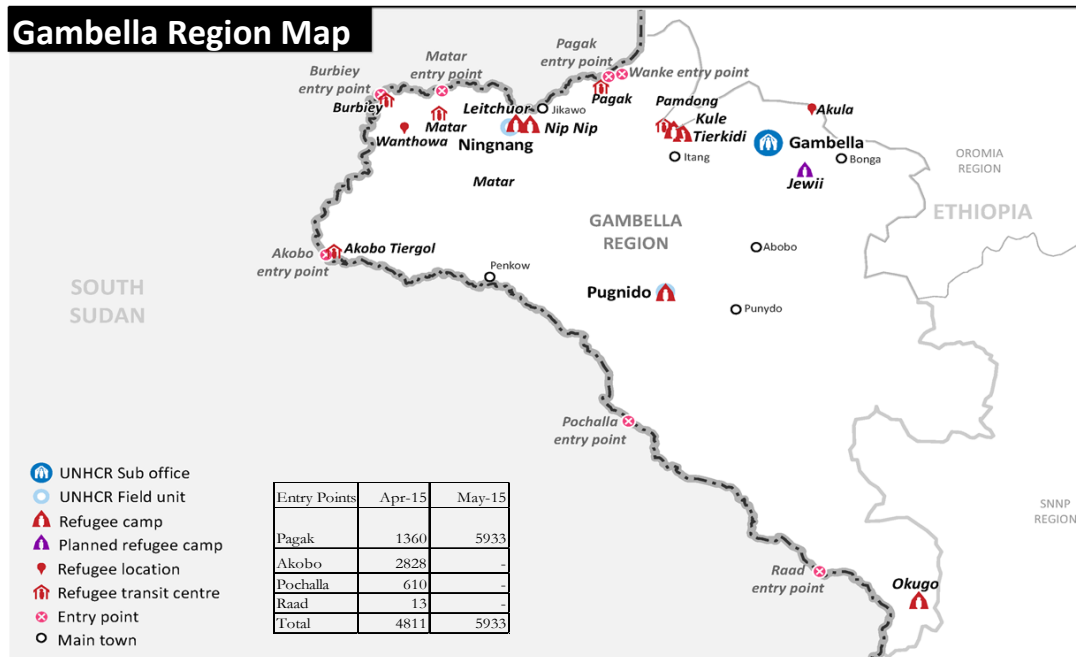 Gambella Region Map
Pagak
entry point
Matar
entry point
Burbiey
entry point
Wanke entry point
Burbiey
Leitchuor
Jikawo
Pagak
Pamdong
Akula
Matar
Kule
Wanthowa
Nip Nip
Tierkidi
Ningnang
Gambella
Itang
Bonga
OROMIA
REGION
Matar
Jewii
ETHIOPIA
GAMBELLA
REGION
Akobo
entry point
Akobo Tiergol
Abobo
Penkow
SOUTH
SUDAN
Pugnido
Punydo
Pochalla
entry point
UNHCR Sub office
UNHCR Field unit
Refugee camp
Planned refugee camp
Refugee location
Refugee transit centre
Entry point
Main town
Entry Points Apr-15 May-15
Pagak 1360 5933
Akobo 2828 -
Pochalla 610 -
Raad 13 -
Total 4811 5933
SNNP
REGION
Raad
entry point
Okugo